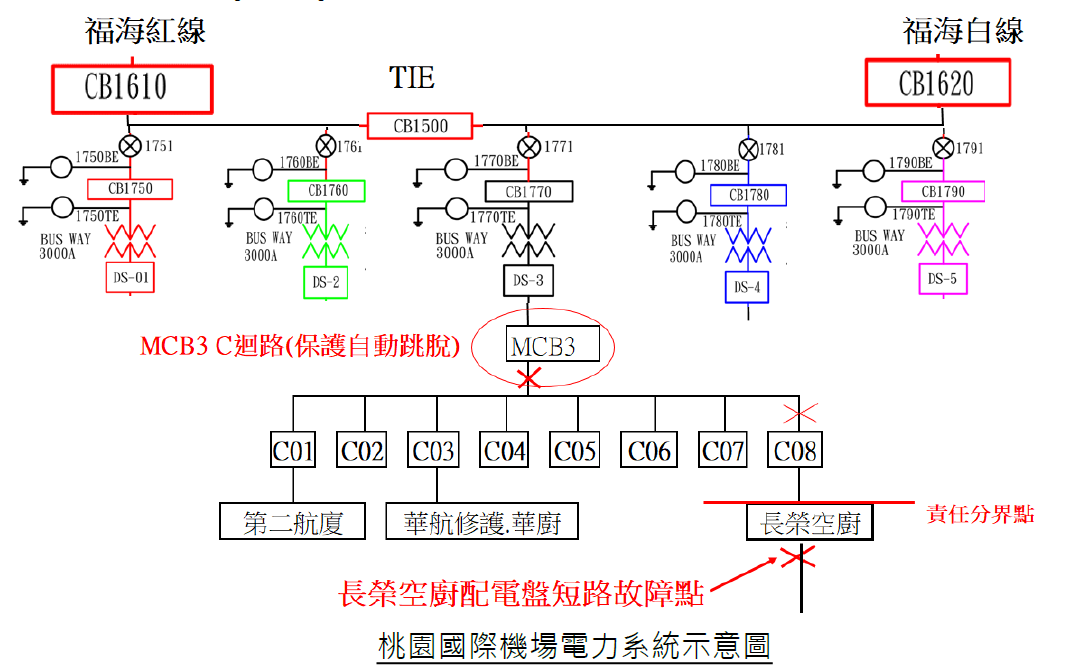 福海紅線
福海白線
CB1610
TIE
CB1620
CB1500
1751
1761
1771
1781
1791
1750BE
1760BE
1770BE
1780BE
1790BE
CB1750
CB1760
CB1770
CB1780
CB1790
1750TE
1760TE
1770TE
1780TE
1790TE
BUS WAY
3000A
BUS WAY
3000A
BUS WAY
3000A
BUS WAY
3000A
BUS WAY
3000A
DS-01
DS-2
DS-3
DS-4
DS-5
MCB3 C迴路(保護自動跳脫)
MCB3
C01
C02
C03
C04
C05
C06
C07
C08
第二航廈
華航修護.華廚
長榮空廚
責任分界點
長榮空廚配電盤短路故障點
桃園國際機場電力系統示意圖